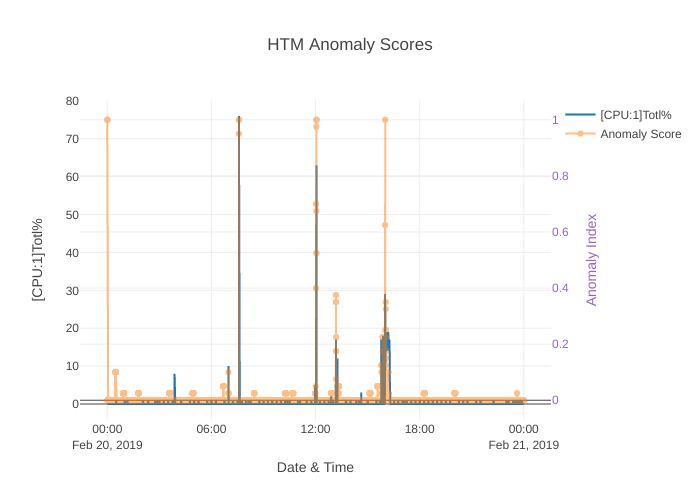 HTM Anomaly Scores
80
70
60
50
40
30
20
10
0
[CPU:1]Totl%
1
0.8
0.6
0.4
0.2
0
Anomaly Index
[CPU:1]Totl%
Anomaly Score
00:00
Feb 20, 2019
06:00
12:00
18:00
00:00
Feb 21, 2019
Date & Time